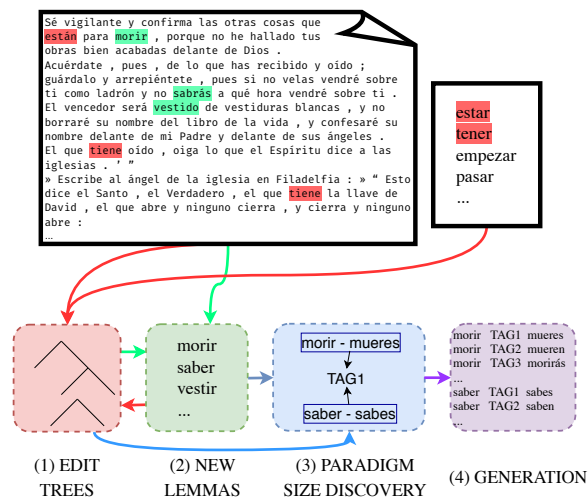 Sé vigilante y confirma las otras cosas que
están para morir , porque no he hallado tus
obras bien acabadas delante de Dios .
Acuérdate , pues , de lo que has recibido y oído ;
guárdalo y arrepiéntete , pues si no velas vendré sobre
ti como ladrón y no sabrás a qué hora vendré sobre ti .
El vencedor será vestido de vestiduras blancas , y no
borraré su nombre del libro de la vida , y confesaré su
nombre delante de mi Padre y delante de sus ángeles .
El que tiene oído , oiga lo que el Espíritu dice a las
iglesias . ’ ”
» Escribe al ángel de la iglesia en Filadelfia : » “ Esto
dice el Santo , el Verdadero , el que tiene la llave de
David , el que abre y ninguno cierra , y cierra y ninguno
abre :
...
estar
tener
empezar
pasar
...
morir
saber
vestir
...
morir - mueres
TAG1
saber - sabes
morir TAG1 mueres
morir TAG2 mueren
morir TAG3 morirás
...
saber TAG1 sabes
saber TAG2 saben
...
(1) EDIT
TREES
(2) NEW
LEMMAS
(3) PARADIGM
SIZE DISCOVERY
(4) GENERATION